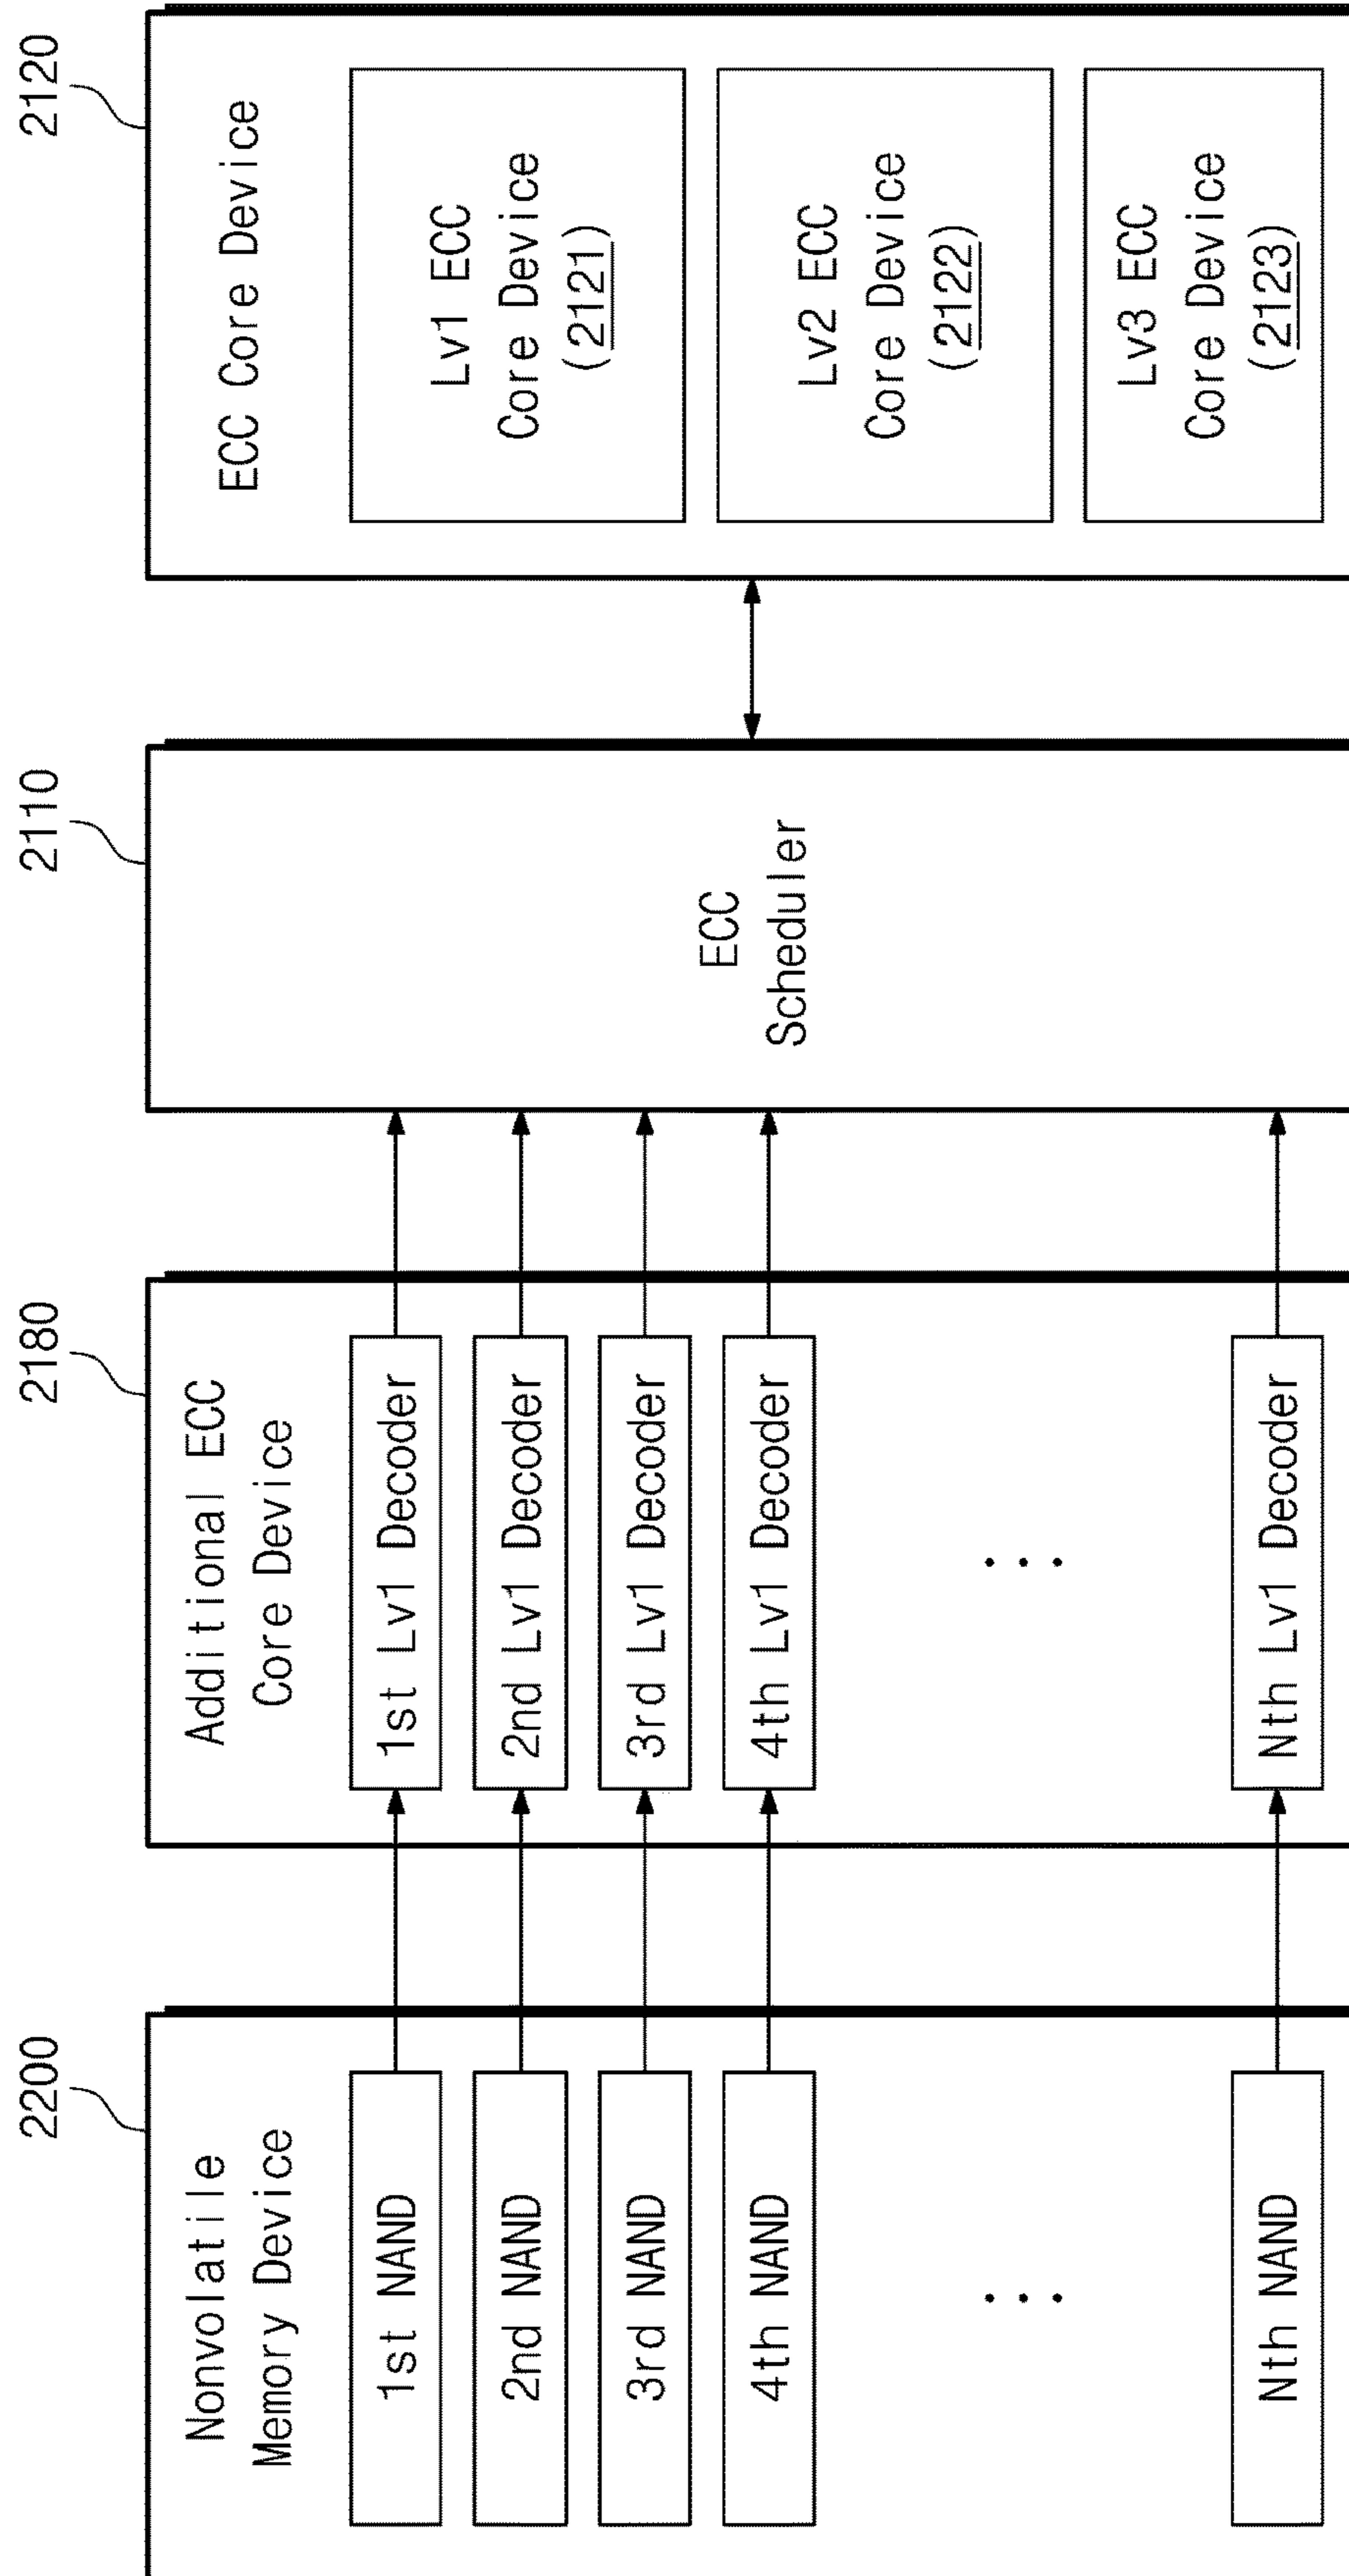 2200
Nonvolatile
Memory Device
1st NAND
2nd NAND
3rd NAND
4th NAND
...
Nth NAND
2180
Additional ECC
Core Device
1st Lv1 Decoder
2nd Lv1 Decoder
3rd Lv1 Decoder
4th Lv1 Decoder
...
Nth Lv1 Decoder
2110
ECC
Scheduler
2120
ECC Core Device
Lv1 ECC
Core Device
(2121)
Lv2 ECC
Core Device
(2122)
Lv3 ECC
Core Device
(2123)